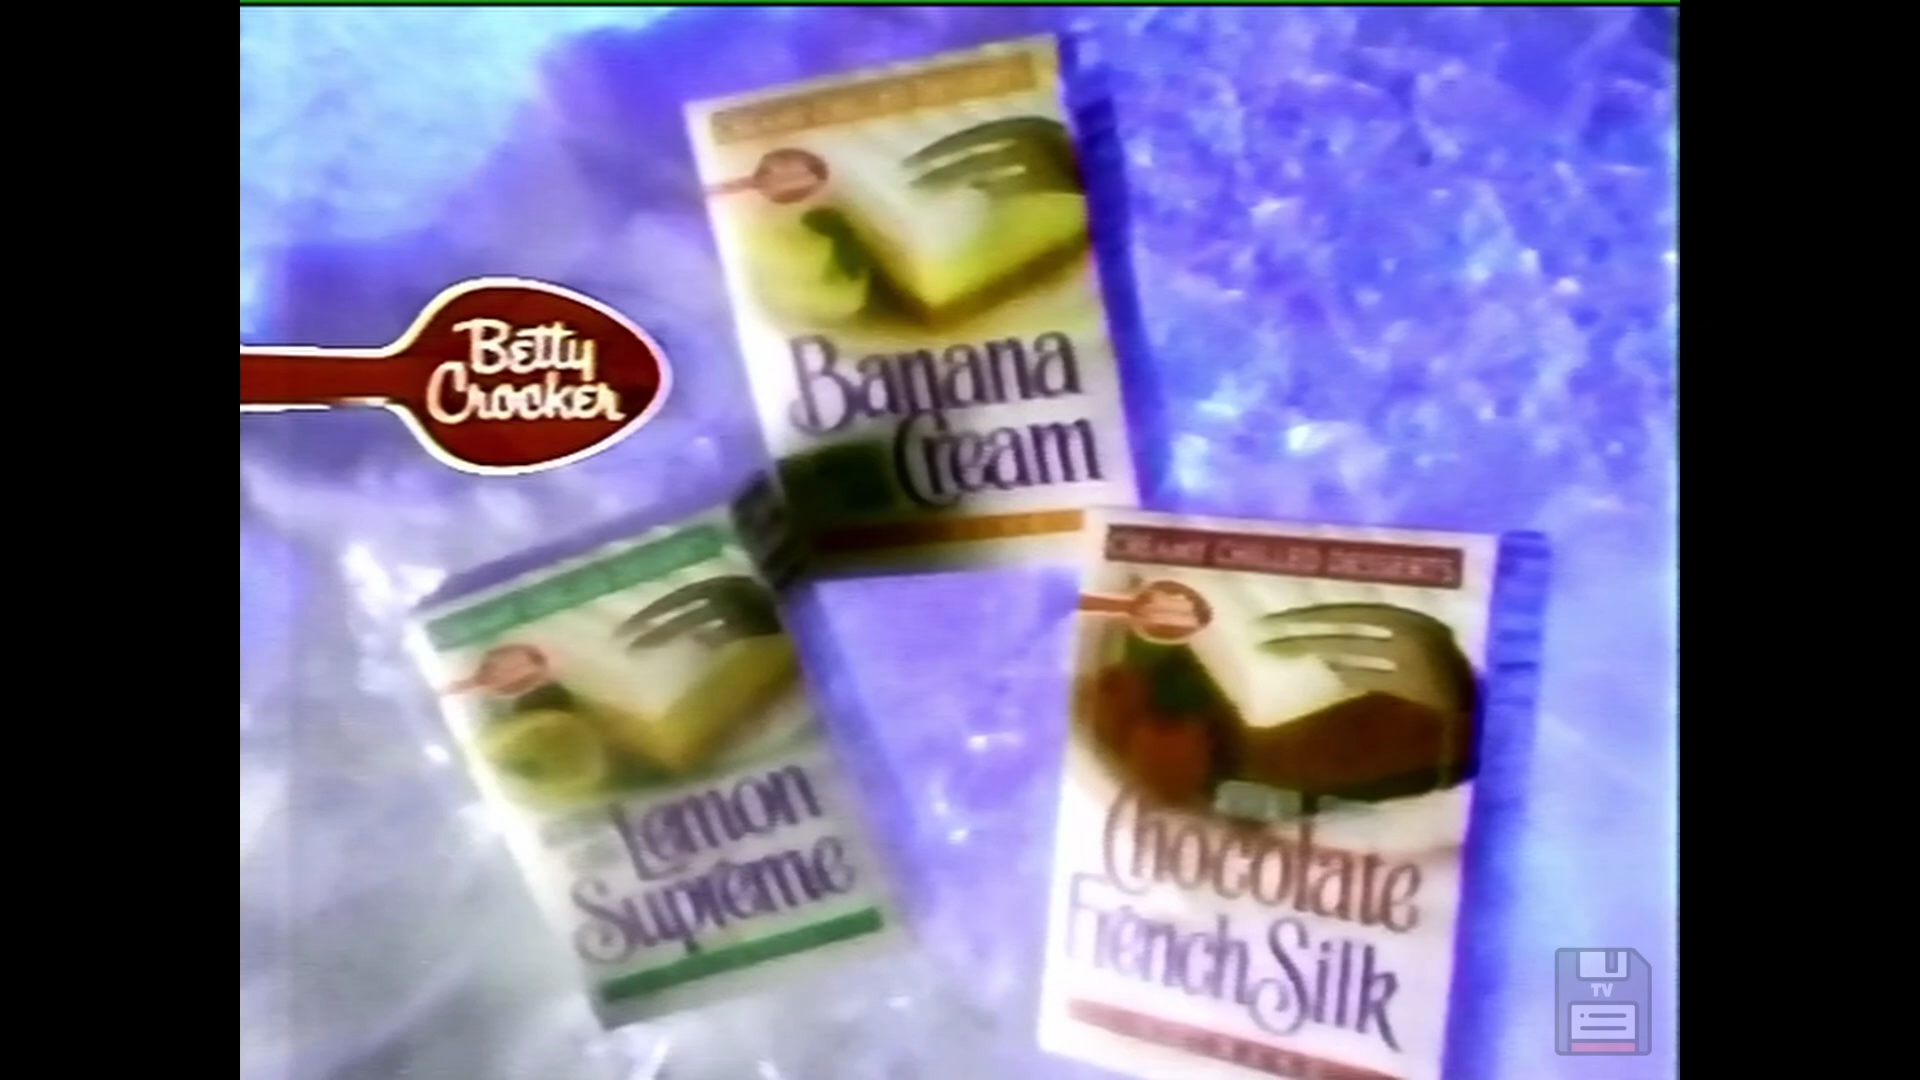 Betty
Crocker
Banana
Cream
Lemon
Supreme
CREAMY CHILLED DESSERTS
Chocolate
French Silk
TV